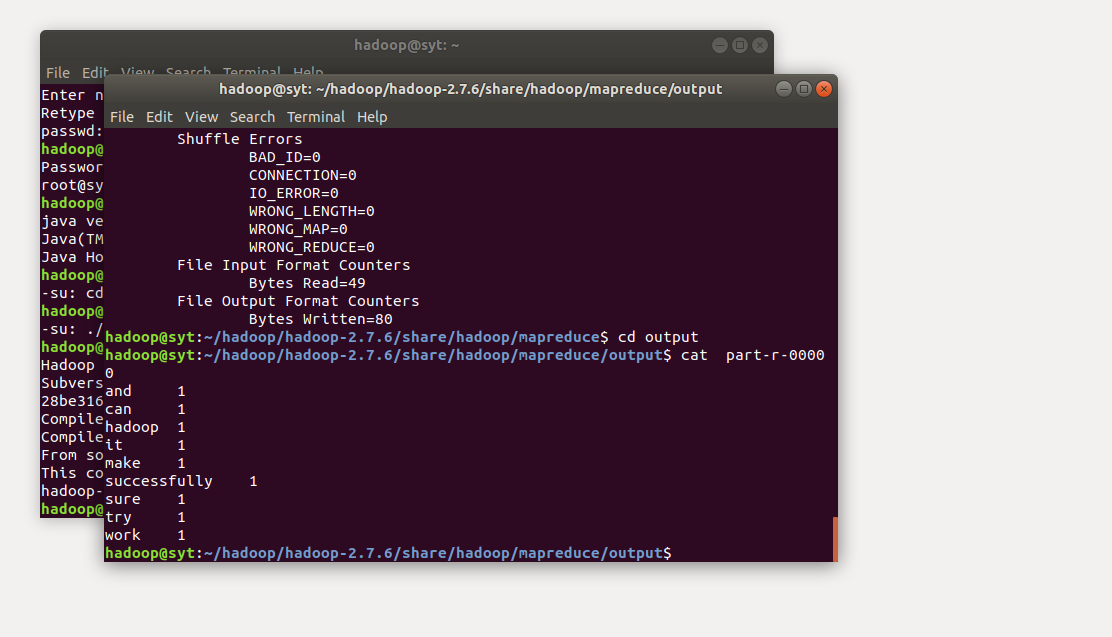 hadoop@syt: ~
File Edit View Search Terminal Help
Enter n
Retype
passwd:
hadoop@
Passwor
root@sy
hadoop@
java ve
Java(TM
Java Ho
hadoop@
-su: cd
hadoop@
-su: ./
hadoop@
Hadoop
Subvers
28be316
Compile
Compile
From so
This co
hadoop-
hadoop@
hadoop@syt: ~/hadoop/hadoop-2.7.6/share/hadoop/mapreduce/output
File Edit View Search Terminal Help
Shuffle Errors
BAD_ID=0
CONNECTION=0
IO_ERROR=0
WRONG_LENGTH=0
WRONG_MAP=0
WRONG_REDUCE=0
File Input Format Counters
Bytes Read=49
File Output Format Counters
Bytes Written=80
hadoop@syt:~/hadoop/hadoop-2.7.6/share/hadoop/mapreduce$ cd output
hadoop@syt:~/hadoop/hadoop-2.7.6/share/hadoop/mapreduce/output$ cat  part-r-0000
0
and 1
can 1
hadoop 1
it 1
make 1
successfully 1
sure 1
try 1
work 1
hadoop@syt:~/hadoop/hadoop-2.7.6/share/hadoop/mapreduce/output$